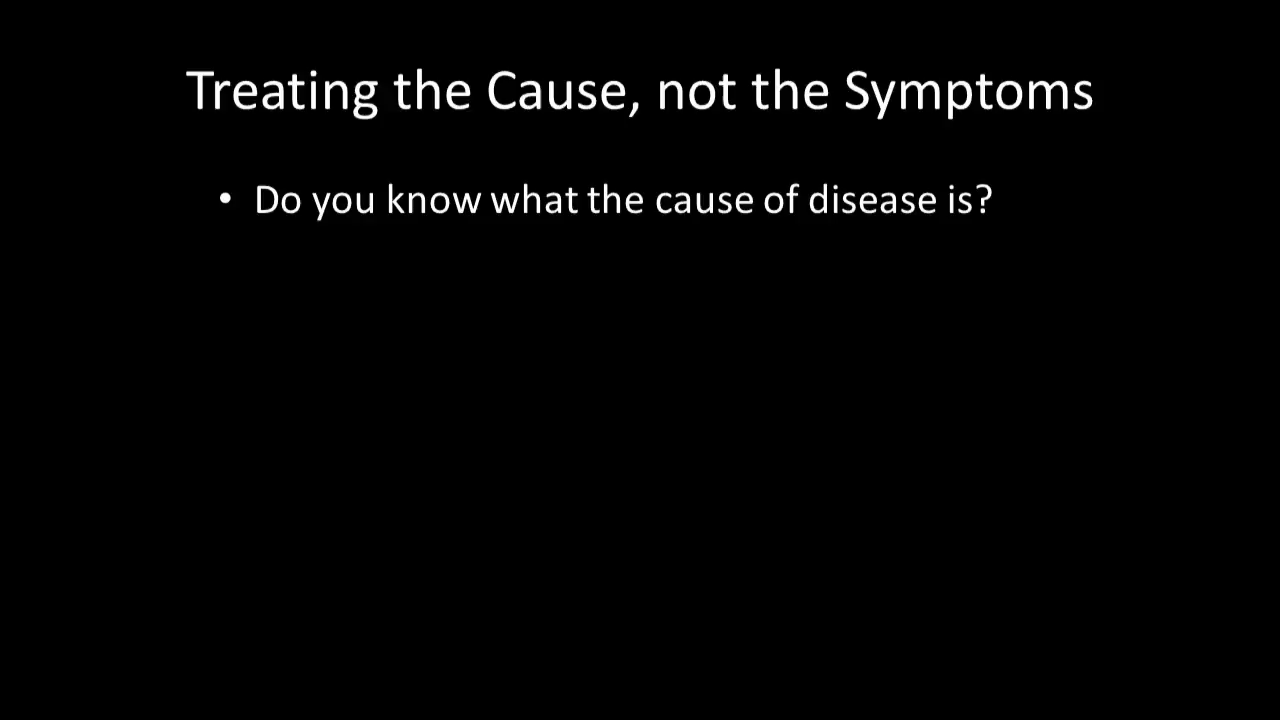 Treating the Cause, not the Symptoms
• Do you know what the cause of disease is?